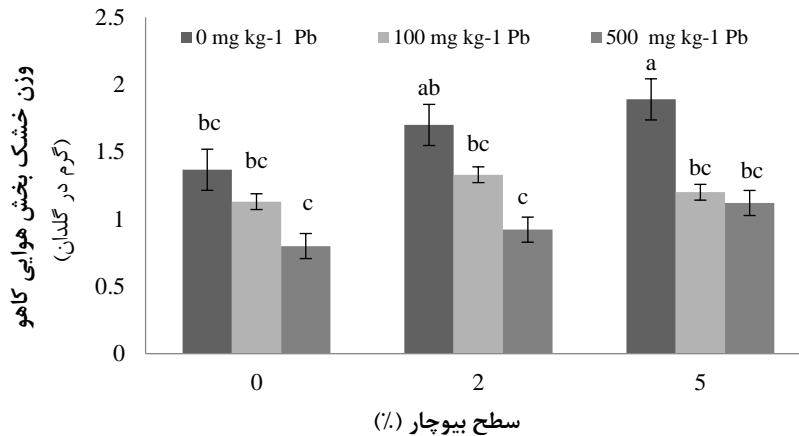 2.5
0 mg kg-1 Pb
100 mg kg-1 Pb
500 mg kg-1 Pb
2
1.5
1
0.5
0
bc
bc
c
ab
bc
c
a
bc
bc
0
2
5
وزن خشک بخش هوایی کاهو
(گرم در گلدان)
سطح بیوچار (٪)